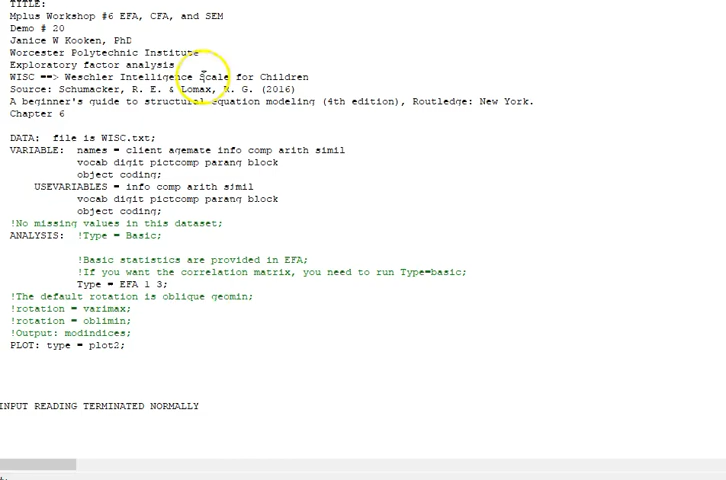 TITLE:
Mplus Workshop #6 EFA, CFA, and SEM
Demo # 20
Janice W Kooken, PhD
Worcester Polytechnic Institute
Exploratory factor analysis
WISC ==> Weschler Intelligence Scale for Children
Source: Schumacker, R. E. & Lomax, R. G. (2016)
A beginner's guide to structural equation modeling (4th edition), Routledge: New York.
Chapter 6
DATA: file is WISC.txt;
VARIABLE: names = client agemate info comp arith simil
vocab digit pictcomp parang block
object coding;
USEVARIABLES = info comp arith simil
vocab digit pictcomp parang block
object coding;
!No missing values in this dataset;
ANALYSIS: !Type = Basic;
!Basic statistics are provided in EFA;
!If you want the correlation matrix, you need to run Type=basic;
Type = EFA 1 3;
!The default rotation is oblique geomin;
!rotation = varimax;
!rotation = oblimin;
!Output: modindices;
PLOT: type = plot2;
INPUT READING TERMINATED NORMALLY